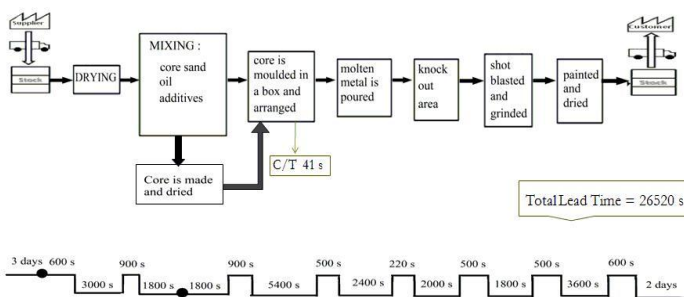 Supplier
Customer
Stock
DRYING
MIXING :
core sand
oil
additives
core is
moulded in
a box and
arranged
molten
metal is
poured
knock
out
area
shot
blasted
and
grinded
painted
and
dried
Stock
Core is made
and dried
C/T 41 s
Total Lead Time = 26520 s
3 days 600 s 900 s 900 s 500 s 220 s 500 s 500 s 600 s
3000 s 1800 s 1800 s 5400 s 2400 s 2000 s 1800 s 3600 s 2 days